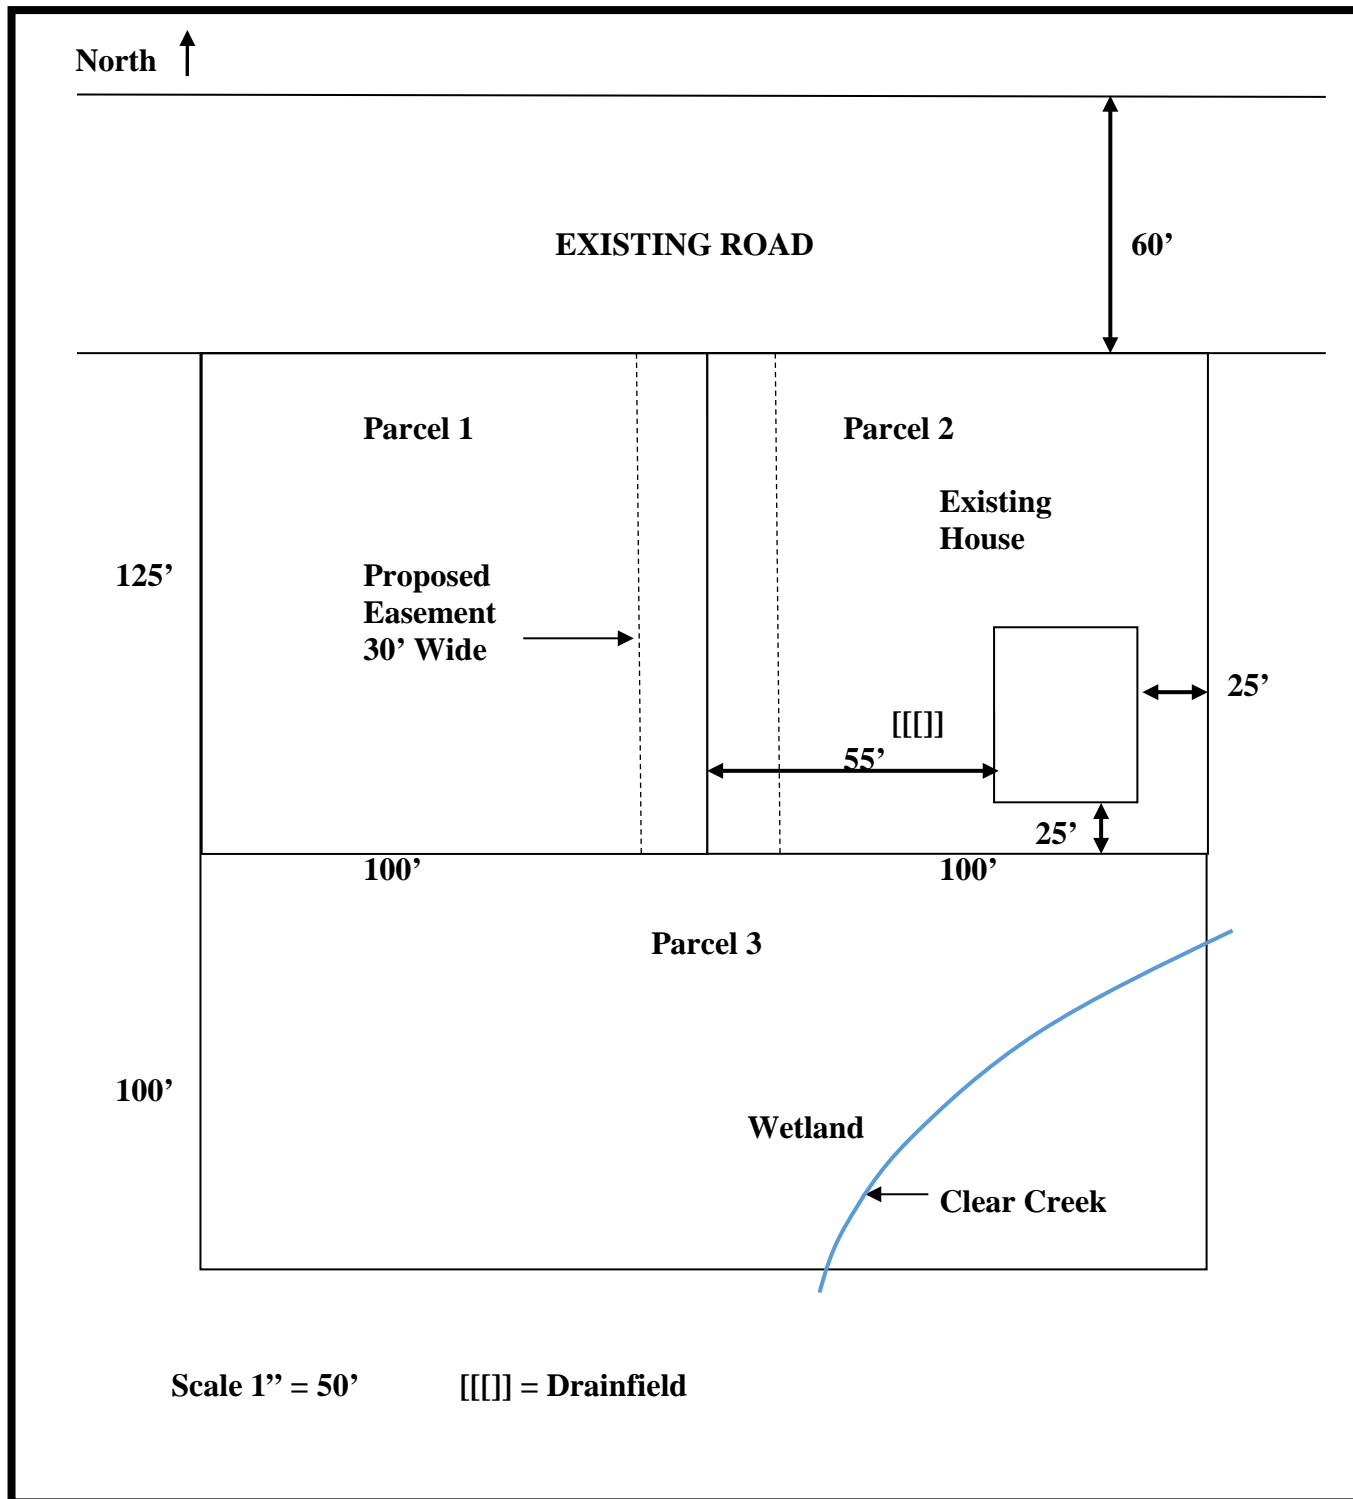 North
EXISTING ROAD
60’
Parcel 1
Parcel 2
Existing
House
125’
Proposed
Easement
30’ Wide
25’
[[[]]
55’
25’
100’
100’
Parcel 3
100’
Wetland
Clear Creek
Scale 1” = 50’
[[[]] = Drainfield